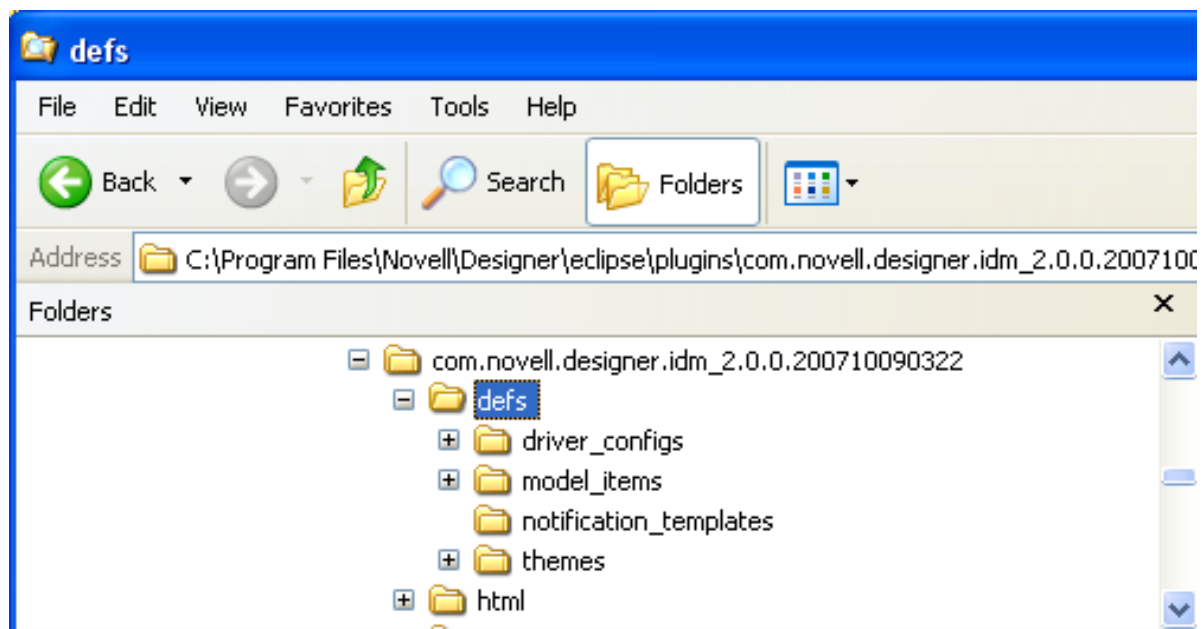 defs
File Edit View Favorites Tools Help
Back Search Folders
Address C:\Program Files\Novell\Designer\eclipse\plugins\com.novell.designer.idm_2.0.0.2007100
Folders
com.novell.designer.idm_2.0.0.200710090322
defs
driver_configs
model_items
notification_templates
themes
html